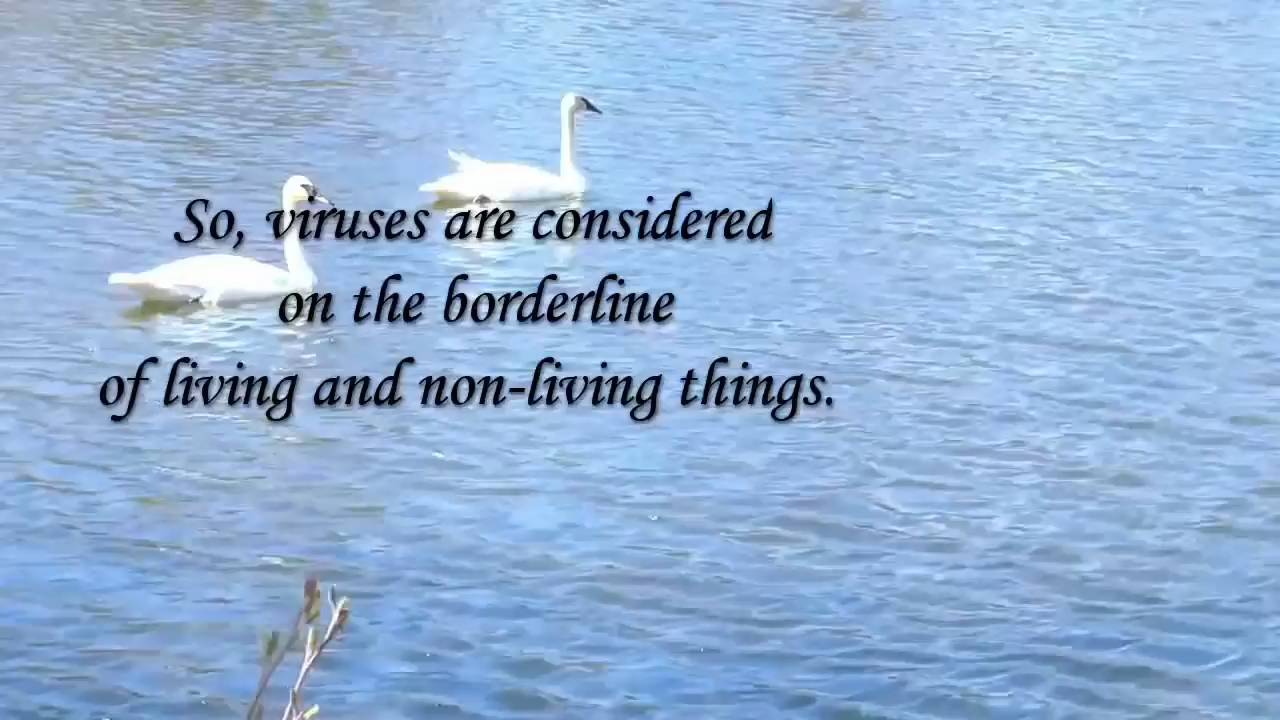 So, viruses are considered
on the borderline
of living and non-living things.